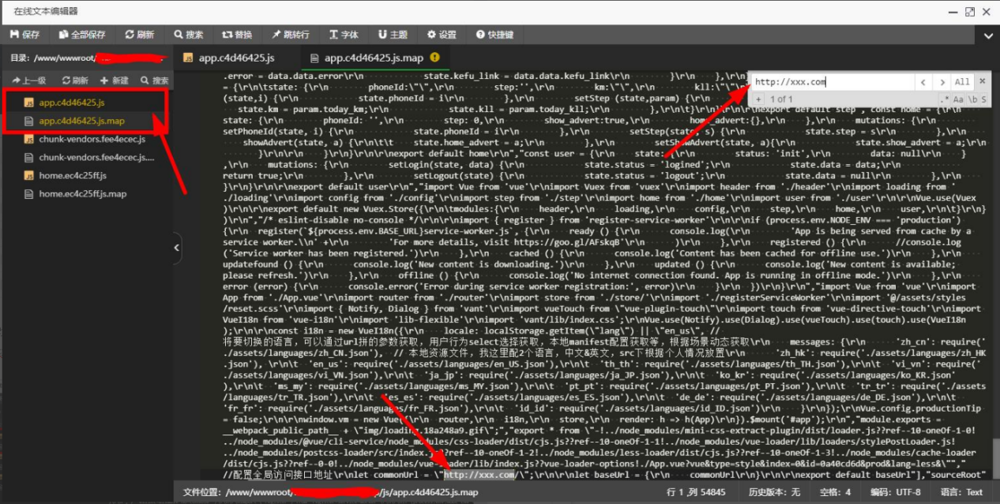 在线文本编辑器
保存 全部保存 刷新 搜索 替换 跳转行 字体 主题 设置 快捷键
目录: /www/wwwroot/
app.c4d46425.js
app.c4d46425.js.map
上一级 刷新 新建 搜索
app.c4d46425.js
app.c4d46425.js.map
chunk-vendors.fee4ecec.js
chunk-vendors.fee4ecec.js....
home.ec4c25ff.js
home.ec4c25ff.js.map
http://xxx.com
All
+ 1 of 1
.* Aa \b S
.error = data.data.error\r\n state.kefu_link = data.data.kefu_link\r\n }\r\n },\r\n
= {\r\n\tstate: {\r\n phoneId:\"\",\r\n step:'',\r\n km:\"\",\r\n kll:\"\",\r
(state,i) {\r\n state.phoneId = i\r\n },\r\n setStep (state,param) {\r\n
state.km = param.today_km;\r\n state.kll = param.today_kll;\r\n },\r\n\t}\r\n
\r\n\r\nexport default step","const home = {\r\n
state: {\r\n phoneId: '',\r\n step: 0,\r\n show_advert:true,\r\n home_advert:{},\r\n },\r\n mutations: {\r\n
setPhoneId(state, i) {\r\n state.phoneId = i\r\n },\r\n setStep(state, s) {\r\n state.step = s\r\n },\r\n
showAdvert(state, a) {\r\n\t\t state.home_advert = a;\r\n },\r\n setShowAdvert(state, a){\r\n state.show_advert = a;\r\n
}\r\n\r\n }\r\n}\r\n\r\nexport default home\r\n","const user = {\r\n state: {\r\n status: 'init',\r\n data: null\r\n }
,\r\n mutations: {\r\n setLogin(state, data) {\r\n state.status = 'logined';\r\n state.data = data;\r\n
return true;\r\n },\r\n setLogout(state) {\r\n state.status = 'logout';\r\n state.data = null\r\n },\r\n
}\r\n}\r\n\r\nexport default user\r\n","import Vue from 'vue'\r\nimport Vuex from 'vuex'\r\nimport header from './header'\r\nimport loading from '
./loading'\r\nimport config from './config'\r\nimport step from './step'\r\nimport home from './home'\r\nimport user from './user'\r\n\r\nVue.use(Vuex
)\r\n\r\nexport default new Vuex.Store({\r\n\tmodules:{\r\n header,\r\n loading,\r\n config,\r\n step,\r\n home,\r\n user,\r\n\t}\r\n}
)\r\n","/* eslint-disable no-console */\r\n\r\nimport { register } from 'register-service-worker'\r\n\r\nif (process.env.NODE_ENV === 'production')
{\r\n register(`${process.env.BASE_URL}service-worker.js`, {\r\n ready () {\r\n console.log(\r\n 'App is being served from cache by a
service worker.\\n' +\r\n 'For more details, visit https://goo.gl/AFskqB'\r\n )\r\n },\r\n registered () {\r\n //console.log
('Service worker has been registered.')\r\n },\r\n cached () {\r\n console.log('Content has been cached for offline use.')\r\n },\r\n
updatefound () {\r\n console.log('New content is downloading.')\r\n },\r\n updated () {\r\n console.log('New content is available;
please refresh.')\r\n },\r\n offline () {\r\n console.log('No internet connection found. App is running in offline mode.')\r\n },\r\n
error (error) {\r\n console.error('Error during service worker registration:', error)\r\n }\r\n })\r\n}\r\n","import Vue from 'vue'\r\nimport
App from './App.vue'\r\nimport router from './router'\r\nimport store from './store/'\r\nimport './registerServiceWorker'\r\nimport '@/assets/styles
/reset.scss'\r\nimport { Notify, Dialog } from 'vant'\r\nimport vueTouch from \"vue-plugin-touch\"\r\nimport touch from 'vue-directive-touch'\r\nimport
VueI18n from 'vue-i18n'\r\nimport 'lib-flexible'\r\nimport 'vant/lib/index.css';\r\nVue.use(Notify).use(Dialog).use(vueTouch).use(touch).use(VueI18n
);\r\n\r\nconst i18n = new VueI18n({\r\n locale: localStorage.getItem(\"lang\") || \"en_us\", //
将要切换的语言，可以通过url拼的参数获取，用户行为select选择获取，本地manifest配置获取等，根据场景动态获取\r\n messages: {\r\n 'zh_cn': require('
./assets/languages/zh_CN.json'), // 本地资源文件，我这里配2个语言，中文&英文，src下根据个人情况放置\r\n 'zh_hk': require('./assets/languages/zh_HK
.json'), \r\n\t 'en_us': require('./assets/languages/en_US.json'),\r\n\t 'th_th': require('./assets/languages/th_TH.json'),\r\n\t 'vi_vn': require('
./assets/languages/vi_VN.json'),\r\n\t 'ja_jp': require('./assets/languages/ja_JP.json'),\r\n\t 'ko_kr': require('./assets/languages/ko_KR.json'
),\r\n\t 'ms_my': require('./assets/languages/ms_MY.json'),\r\n\t 'pt_pt': require('./assets/languages/pt_PT.json'),\r\n\t 'tr_tr': require('./assets
/languages/tr_TR.json'),\r\n\t 'es_es': require('./assets/languages/es_ES.json'),\r\n\t 'de_de': require('./assets/languages/de_DE.json'),\r\n\t
'fr_fr': require('./assets/languages/fr_FR.json'),\r\n\t 'id_id': require('./assets/languages/id_ID.json')\r\n }\r\n});\r\nVue.config.productionTip
= false;\r\n\r\nwindow.vm = new Vue({\r\n router,\r\n i18n,\r\n store,\r\n render: h => h(App)\r\n}).$mount('#app');\r\n","module.exports =
__webpack_public_path__ + \"img/loading.18a248a9.gif\";","export * from \"-!../node_modules/mini-css-extract-plugin/dist/loader.js??ref--10-oneOf-1-0!
../node_modules/@vue/cli-service/node_modules/css-loader/dist/cjs.js??ref--10-oneOf-1-1!../node_modules/vue-loader/lib/loaders/stylePostLoader.js!
../node_modules/postcss-loader/src/index.js??ref--10-oneOf-1-2!../node_modules/less-loader/dist/cjs.js??ref--10-oneOf-1-3!../node_modules/cache-loader
/dist/cjs.js??ref--0-0!../node_modules/vue-loader/lib/index.js??vue-loader-options!./App.vue?vue&type=style&index=0&id=0a40cd6d&prod&lang=less&\"","
//配置全局访问接口地址\r\nlet commonUrl = \"http://xxx.com/\";\r\n\r\nlet baseUrl = {\r\n commonUrl\r\n}\r\n\r\nexport default baseUrl"],"sourceRoot"
文件位置: /www/wwwroot/ /js/app.c4d46425.js.map
行 1 ,列 54845 历史版本: 无 空格: 4 编码: UTF-8 语言: Text